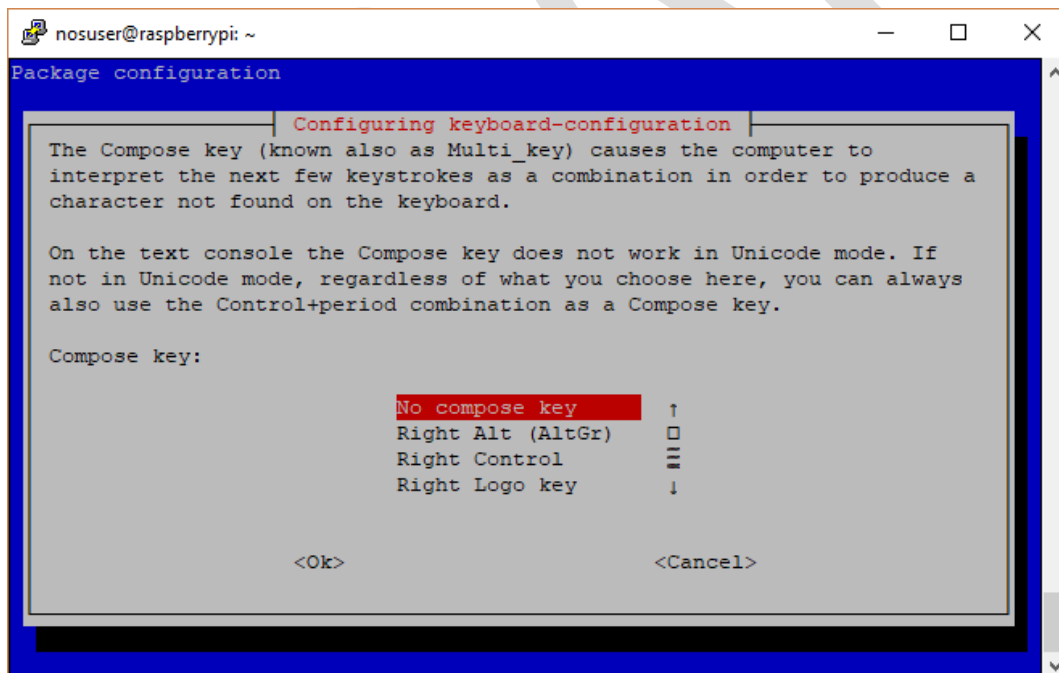 nosuser@raspberrypi: ~
Package configuration
Configuring keyboard-configuration
The Compose key (known also as Multi_key) causes the computer to
interpret the next few keystrokes as a combination in order to produce a
character not found on the keyboard.
On the text console the Compose key does not work in Unicode mode. If
not in Unicode mode, regardless of what you choose here, you can always
also use the Control+period combination as a Compose key.
Compose key:
No compose key
Right Alt (AltGr)
Right Control
Right Logo key
<Ok> <Cancel>